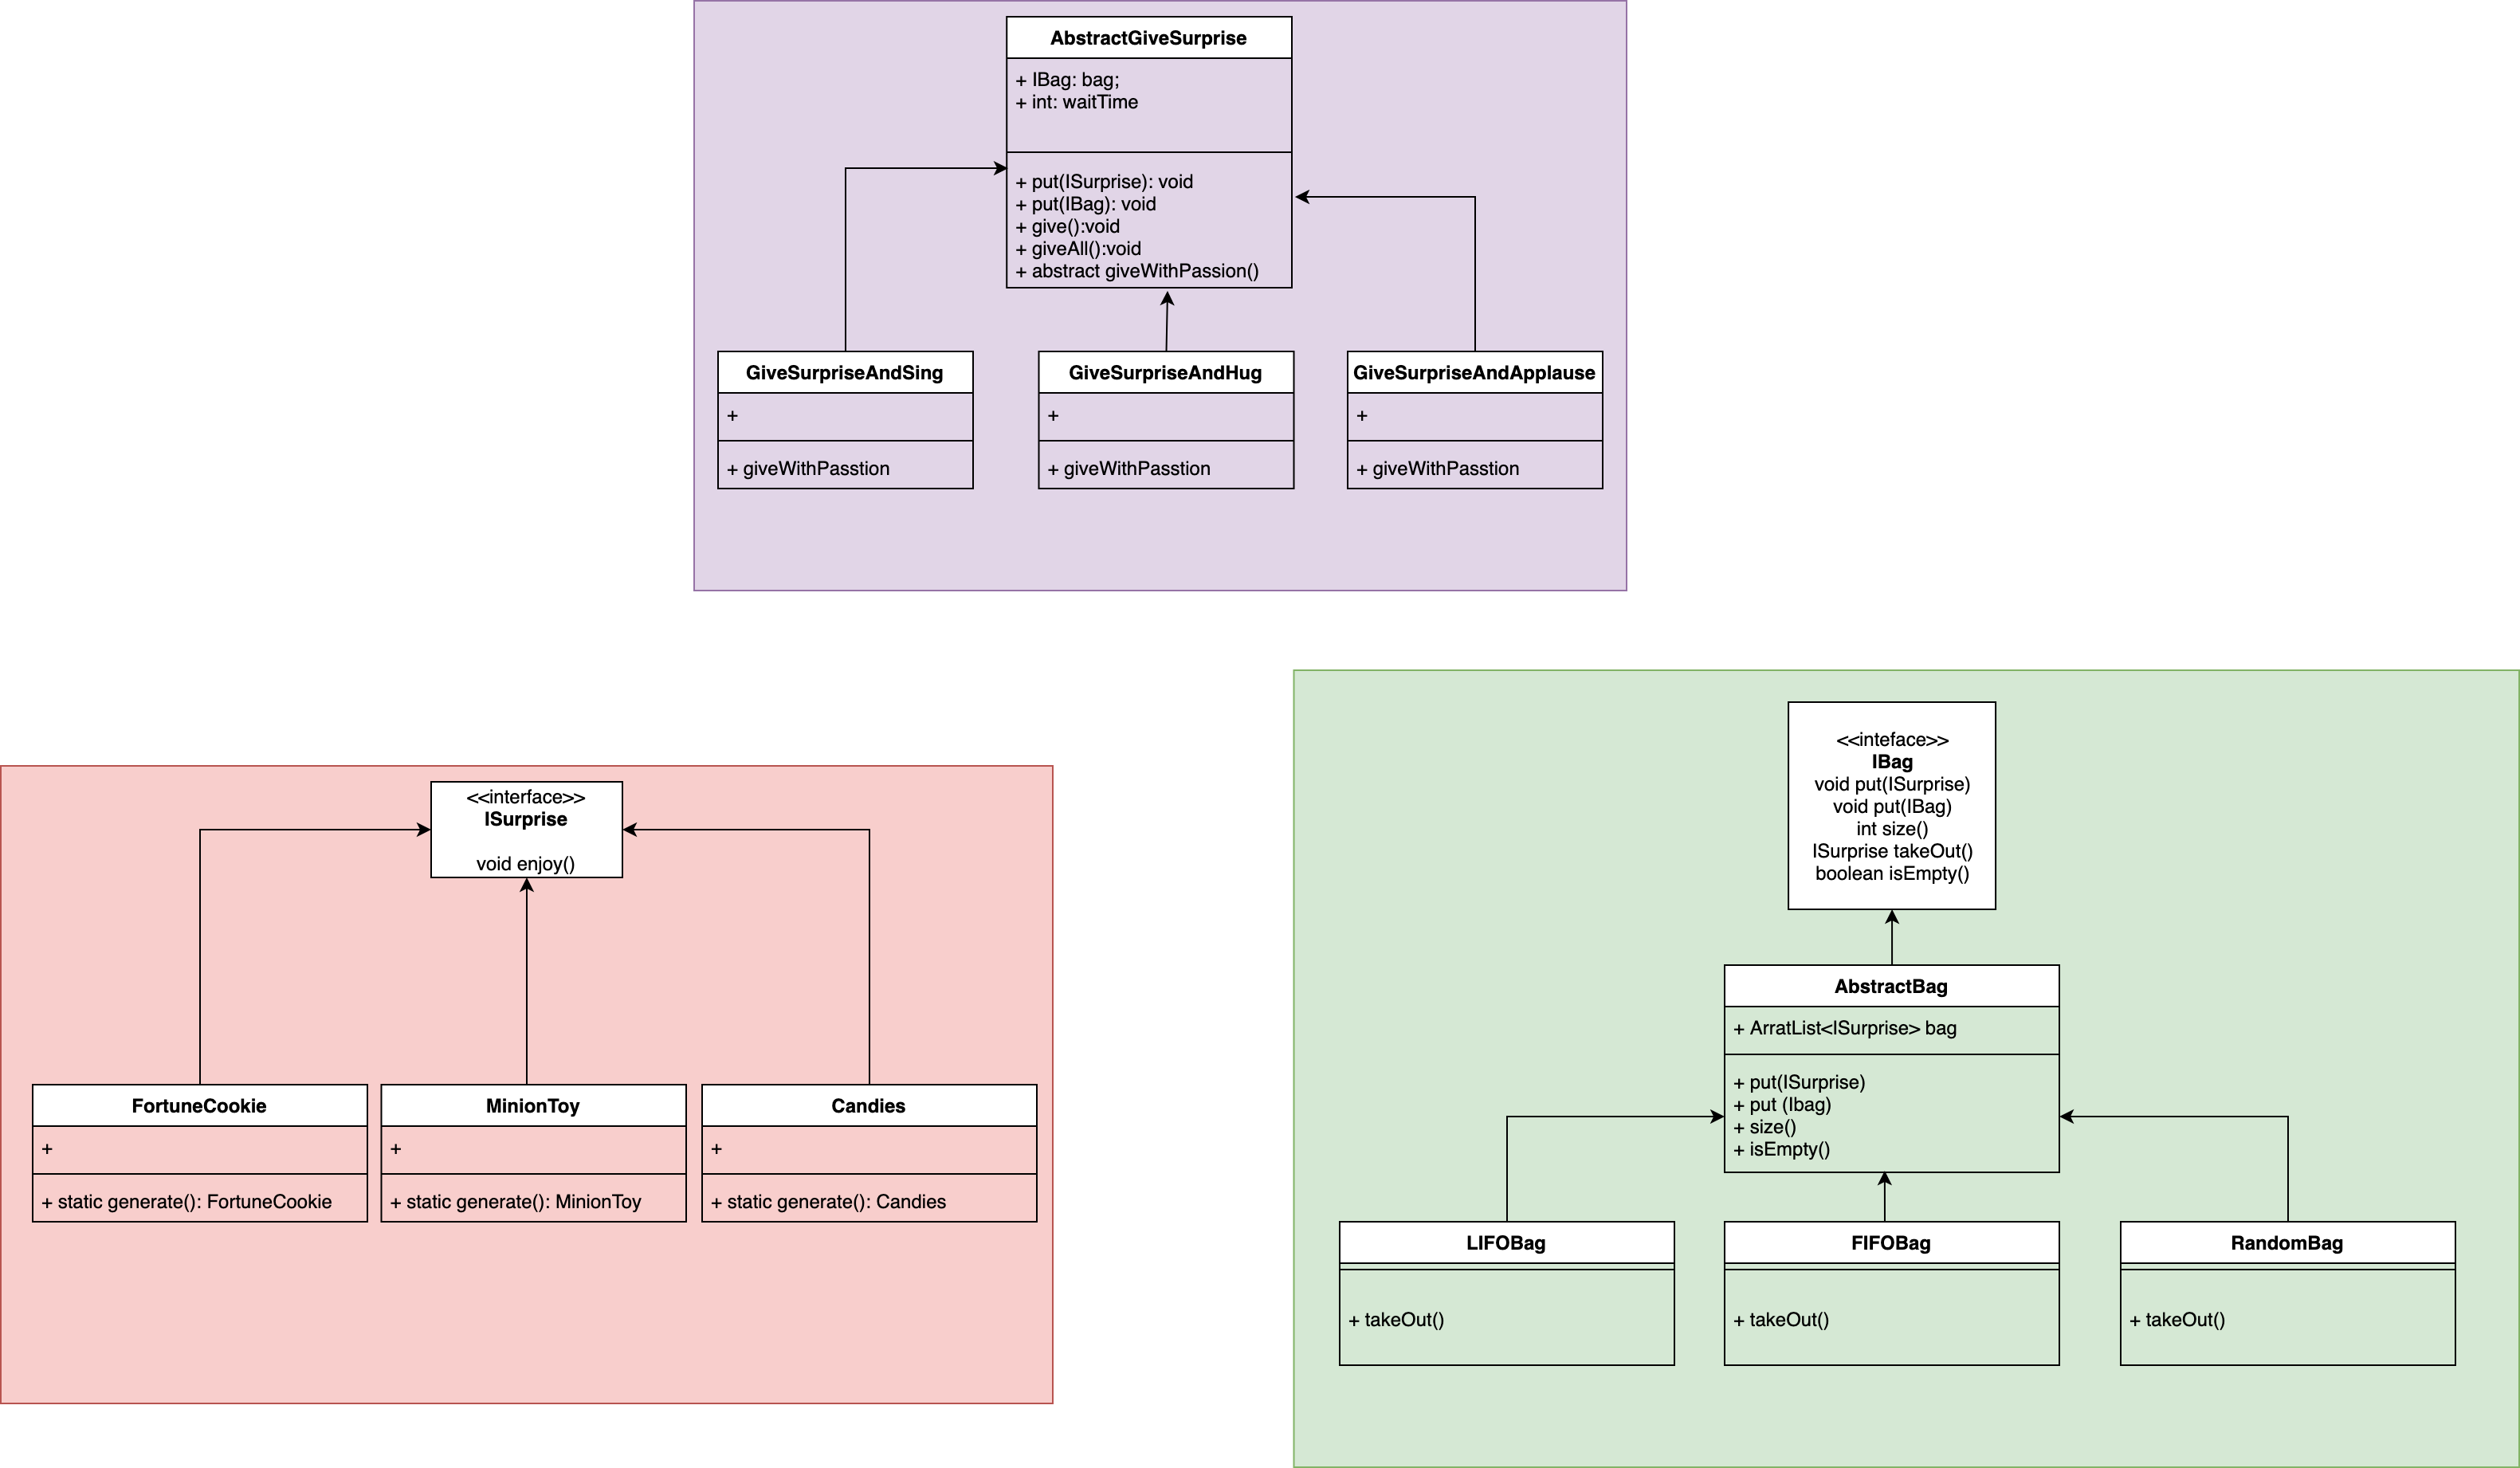 AbstractGiveSurprise
+ IBag: bag;
+ int: waitTime
+ put(ISurprise): void
+ put(IBag): void
+ give():void
+ giveAll():void
+ abstract giveWithPassion()
GiveSurpriseAndSing
+
+ giveWithPasstion
GiveSurpriseAndHug
+
+ giveWithPasstion
GiveSurpriseAndApplause
+
+ giveWithPasstion
<<interface>>
ISurprise
void enjoy()
FortuneCookie
+
+ static generate(): FortuneCookie
MinionToy
+
+ static generate(): MinionToy
Candies
+
+ static generate(): Candies
<<inteface>>
IBag
void put(ISurprise)
void put(IBag)
int size()
ISurprise takeOut()
boolean isEmpty()
AbstractBag
+ ArratList<ISurprise> bag
+ put(ISurprise)
+ put (Ibag)
+ size()
+ isEmpty()
LIFOBag
+ takeOut()
FIFOBag
+ takeOut()
RandomBag
+ takeOut()